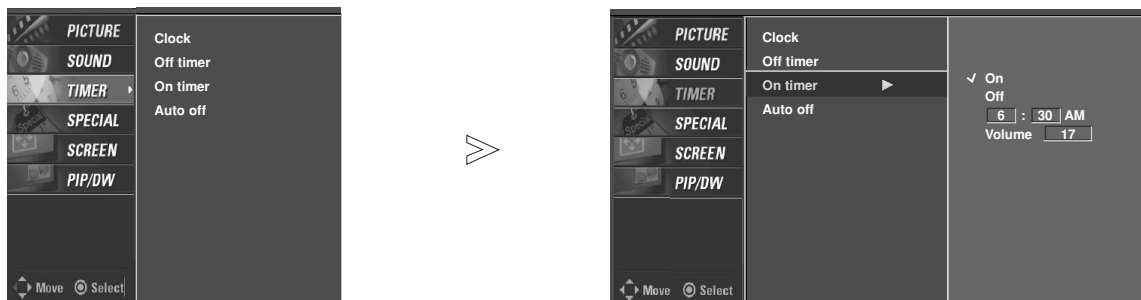 PICTURE
SOUND
TIMER
SPECIAL
SCREEN
PIP/DW
Move Select
Clock
Off timer
On timer
Auto off
PICTURE
SOUND
TIMER
SPECIAL
SCREEN
PIP/DW
Move Select
Clock
Off timer
On timer
Auto off
On
Off
6 : 30 AM
Volume 17